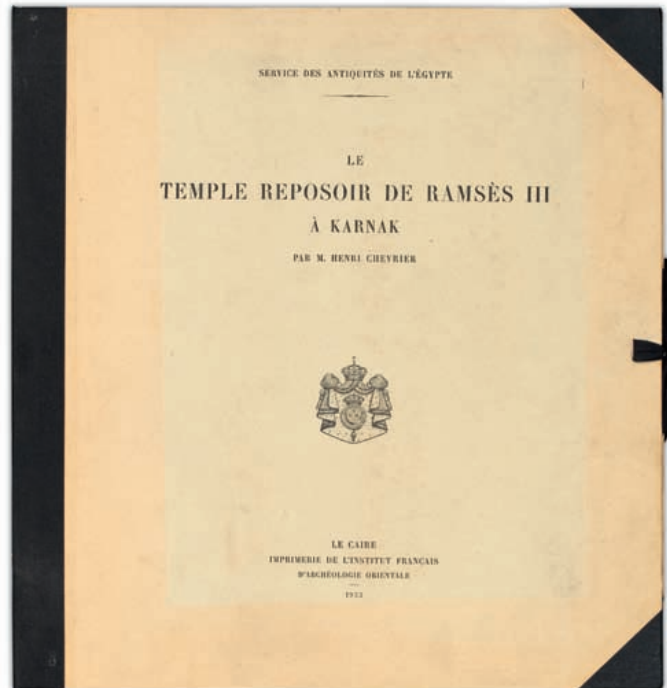 SERVICE DES ANTIQUITÉS DE L'ÉGYPTE
LE
TEMPLE REPOSOIR DE RAMSÈS III
À KARNAK
PAR M. HENRI CHEVRIER
LE CAIRE
IMPRIMERIE DE L'INSTITUT FRANÇAIS
D'ARCHÉOLOGIE ORIENTALE
1933